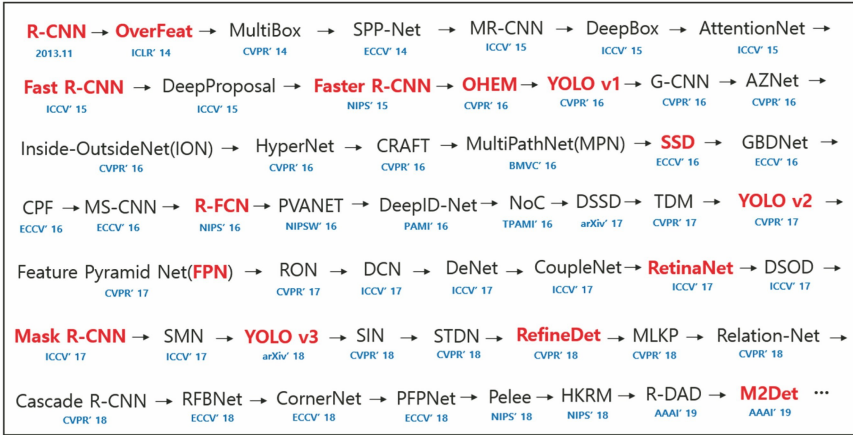 R-CNN → OverFeat → MultiBox → SPP-Net → MR-CNN → DeepBox → AttentionNet →
2013.11 ICLR' 14 CVPR' 14 ECCV' 14 ICCV' 15 ICCV' 15 ICCV' 15
Fast R-CNN → DeepProposal → Faster R-CNN → OHEM → YOLO v1 → G-CNN → AZNet →
ICCV' 15 ICCV' 15 NIPS' 15 CVPR' 16 CVPR' 16 CVPR' 16 CVPR' 16
Inside-OutsideNet(ION) → HyperNet → CRAFT → MultiPathNet(MPN) → SSD → GBDNet →
CVPR' 16 CVPR' 16 CVPR' 16 BMVC' 16 ECCV' 16 ECCV' 16
CPF → MS-CNN → R-FCN → PVANET → DeepID-Net → NoC → DSSD → TDM → YOLO v2 →
ECCV' 16 ECCV' 16 NIPS' 16 NIPSW' 16 PAMI' 16 TPAMI' 16 arXiv' 17 CVPR' 17 CVPR' 17
Feature Pyramid Net(FPN) → RON → DCN → DeNet → CoupleNet → RetinaNet → DSOD →
CVPR' 17 CVPR' 17 ICCV' 17 ICCV' 17 ICCV' 17 ICCV' 17 ICCV' 17
Mask R-CNN → SMN → YOLO v3 → SIN → STDN → RefineDet → MLKP → Relation-Net →
ICCV' 17 ICCV' 17 arXiv' 18 CVPR' 18 CVPR' 18 CVPR' 18 CVPR' 18 CVPR' 18
Cascade R-CNN → RFBNet → CornerNet → PFPNet → Pelee → HKRM → R-DAD → M2Det ···
CVPR' 18 ECCV' 18 ECCV' 18 ECCV' 18 NIPS' 18 NIPS' 18 AAAI' 19 AAAI' 19